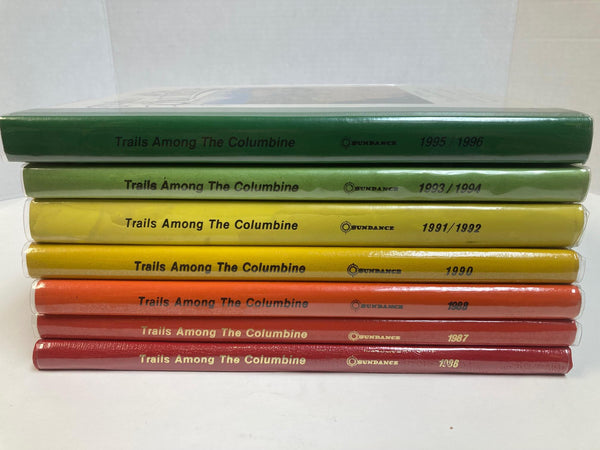 Trails Among The Columbine SUNDANCE 1995/1996
Trails Among The Columbine SUNDANCE 1993/1994
Trails Among The Columbine SUNDANCE 1991/1992
Trails Among The Columbine SUNDANCE 1990
Trails Among The Columbine SUNDANCE 1988
Trails Among The Columbine SUNDANCE 1987
Trails Among The Columbine SUNDANCE 1986